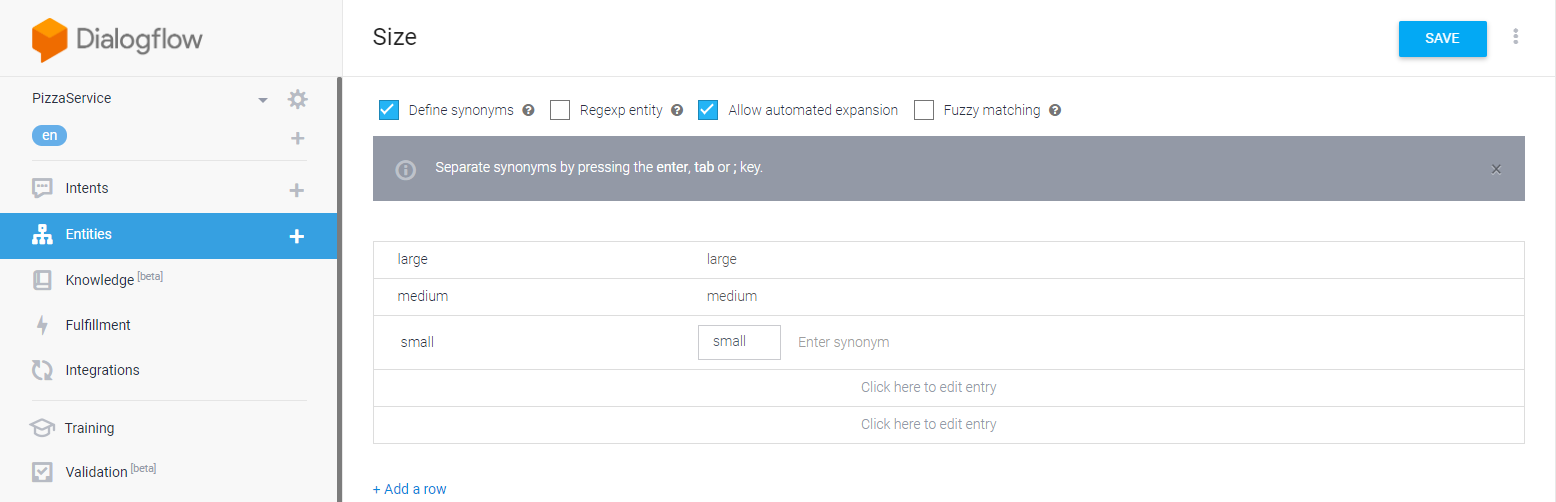 Dialogflow
PizzaService
en
Intents
Entities
Knowledge [beta]
Fulfillment
Integrations
Training
Validation [beta]
Size
SAVE
Define synonyms ? Regexp entity ? Allow automated expansion Fuzzy matching ?
Separate synonyms by pressing the enter, tab or ; key.
large large
medium medium
small small Enter synonym
Click here to edit entry
Click here to edit entry
+ Add a row